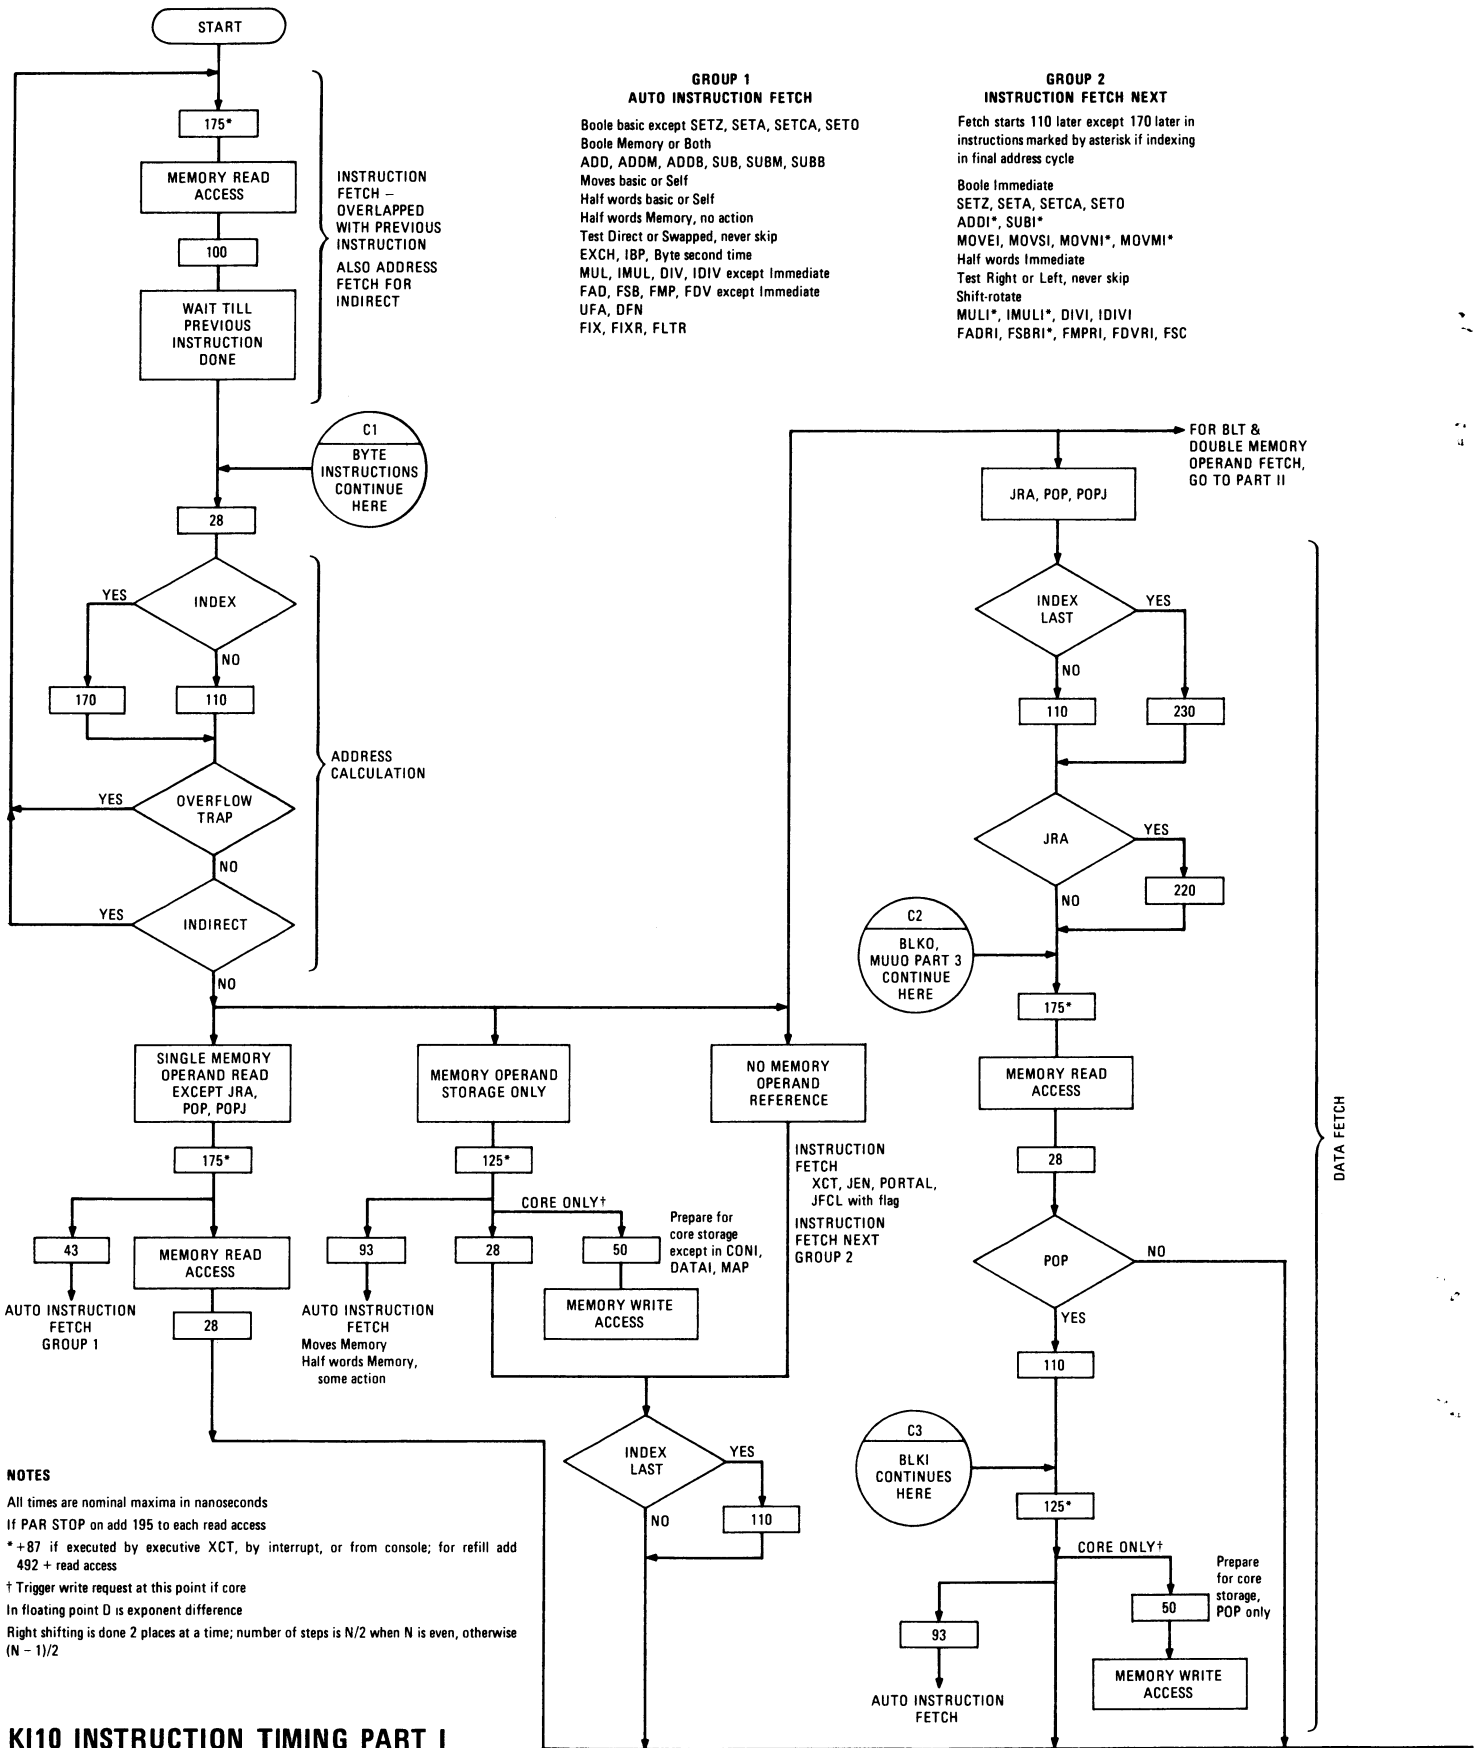 START
175*
MEMORY READ
ACCESS
100
WAIT TILL
PREVIOUS
INSTRUCTION
DONE
INSTRUCTION
FETCH –
OVERLAPPED
WITH PREVIOUS
INSTRUCTION
ALSO ADDRESS
FETCH FOR
INDIRECT
GROUP 1
AUTO INSTRUCTION FETCH
Boole basic except SETZ, SETA, SETCA, SETO
Boole Memory or Both
ADD, ADDM, ADDB, SUB, SUBM, SUBB
Moves basic or Self
Half words basic or Self
Half words Memory, no action
Test Direct or Swapped, never skip
EXCH, IBP, Byte second time
MUL, IMUL, DIV, IDIV except Immediate
FAD, FSB, FMP, FDV except Immediate
UFA, DFN
FIX, FIXR, FLTR
GROUP 2
INSTRUCTION FETCH NEXT
Fetch starts 110 later except 170 later in
instructions marked by asterisk if indexing
in final address cycle
Boole Immediate
SETZ, SETA, SETCA, SETO
ADDI*, SUBI*
MOVEI, MOVSI, MOVNI*, MOVMI*
Half words Immediate
Test Right or Left, never skip
Shift-rotate
MULI*, IMULI*, DIVI, IDIVI
FADRI, FSBRI*, FMPRI, FDVRI, FSC
C1
BYTE
INSTRUCTIONS
CONTINUE
HERE
28
INDEX
YES
NO
170
110
OVERFLOW
TRAP
YES
NO
INDIRECT
YES
NO
ADDRESS
CALCULATION
FOR BLT &
DOUBLE MEMORY
OPERAND FETCH,
GO TO PART II
JRA, POP, POPJ
INDEX
LAST
YES
NO
110
230
JRA
YES
NO
220
C2
BLKO,
MUUO PART 3
CONTINUE
HERE
175*
MEMORY READ
ACCESS
28
POP
NO
YES
110
C3
BLKI
CONTINUES
HERE
125*
CORE ONLY†
Prepare
for core
storage,
POP only
50
93
MEMORY WRITE
ACCESS
AUTO INSTRUCTION
FETCH
DATA FETCH
SINGLE MEMORY
OPERAND READ
EXCEPT JRA,
POP, POPJ
175*
43
MEMORY READ
ACCESS
AUTO INSTRUCTION
FETCH
GROUP 1
28
MEMORY OPERAND
STORAGE ONLY
125*
CORE ONLY†
93
28
50
Prepare for
core storage
except in CONI,
DATAI, MAP
AUTO INSTRUCTION
FETCH
Moves Memory
Half words Memory,
some action
MEMORY WRITE
ACCESS
NO MEMORY
OPERAND
REFERENCE
INSTRUCTION
FETCH
XCT, JEN, PORTAL,
JFCL with flag
INSTRUCTION
FETCH NEXT
GROUP 2
INDEX
LAST
YES
NO
110
NOTES
All times are nominal maxima in nanoseconds
If PAR STOP on add 195 to each read access
* +87 if executed by executive XCT, by interrupt, or from console; for refill add
492 + read access
† Trigger write request at this point if core
In floating point D is exponent difference
Right shifting is done 2 places at a time; number of steps is N/2 when N is even, otherwise
(N – 1)/2
KI10 INSTRUCTION TIMING PART I